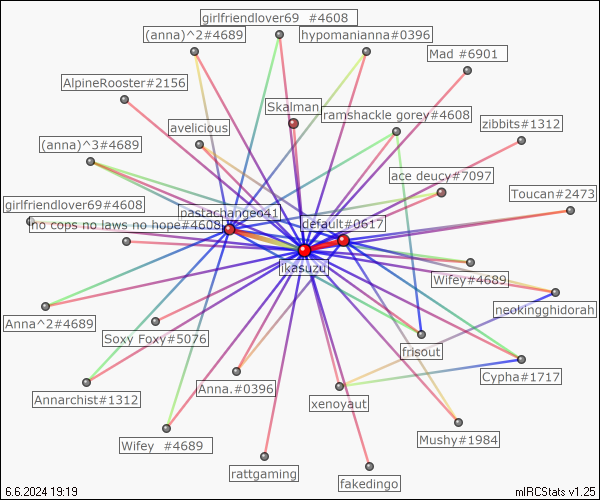 girlfriendlover69  #4608
(anna)^2#4689
hypomanianna#0396
Mad #6901
AlpineRooster#2156
Skalman
ramshackle gorey#4608
avelicious
zibbits#1312
(anna)^3#4689
ace deucy#7097
Toucan#2473
girlfriendlover69#4608
pastachangeo41
no cops no laws no hope#4608
default#0617
ikasuzu
Wifey#4689
neokingghidorah
Anna^2#4689
Soxy Foxy#5076
frisout
Cypha#1717
Annarchist#1312
Anna.#0396
xenoyaut
Mushy#1984
Wifey  #4689
rattgaming
fakedingo
6.6.2024 19:19
mIRCStats v1.25